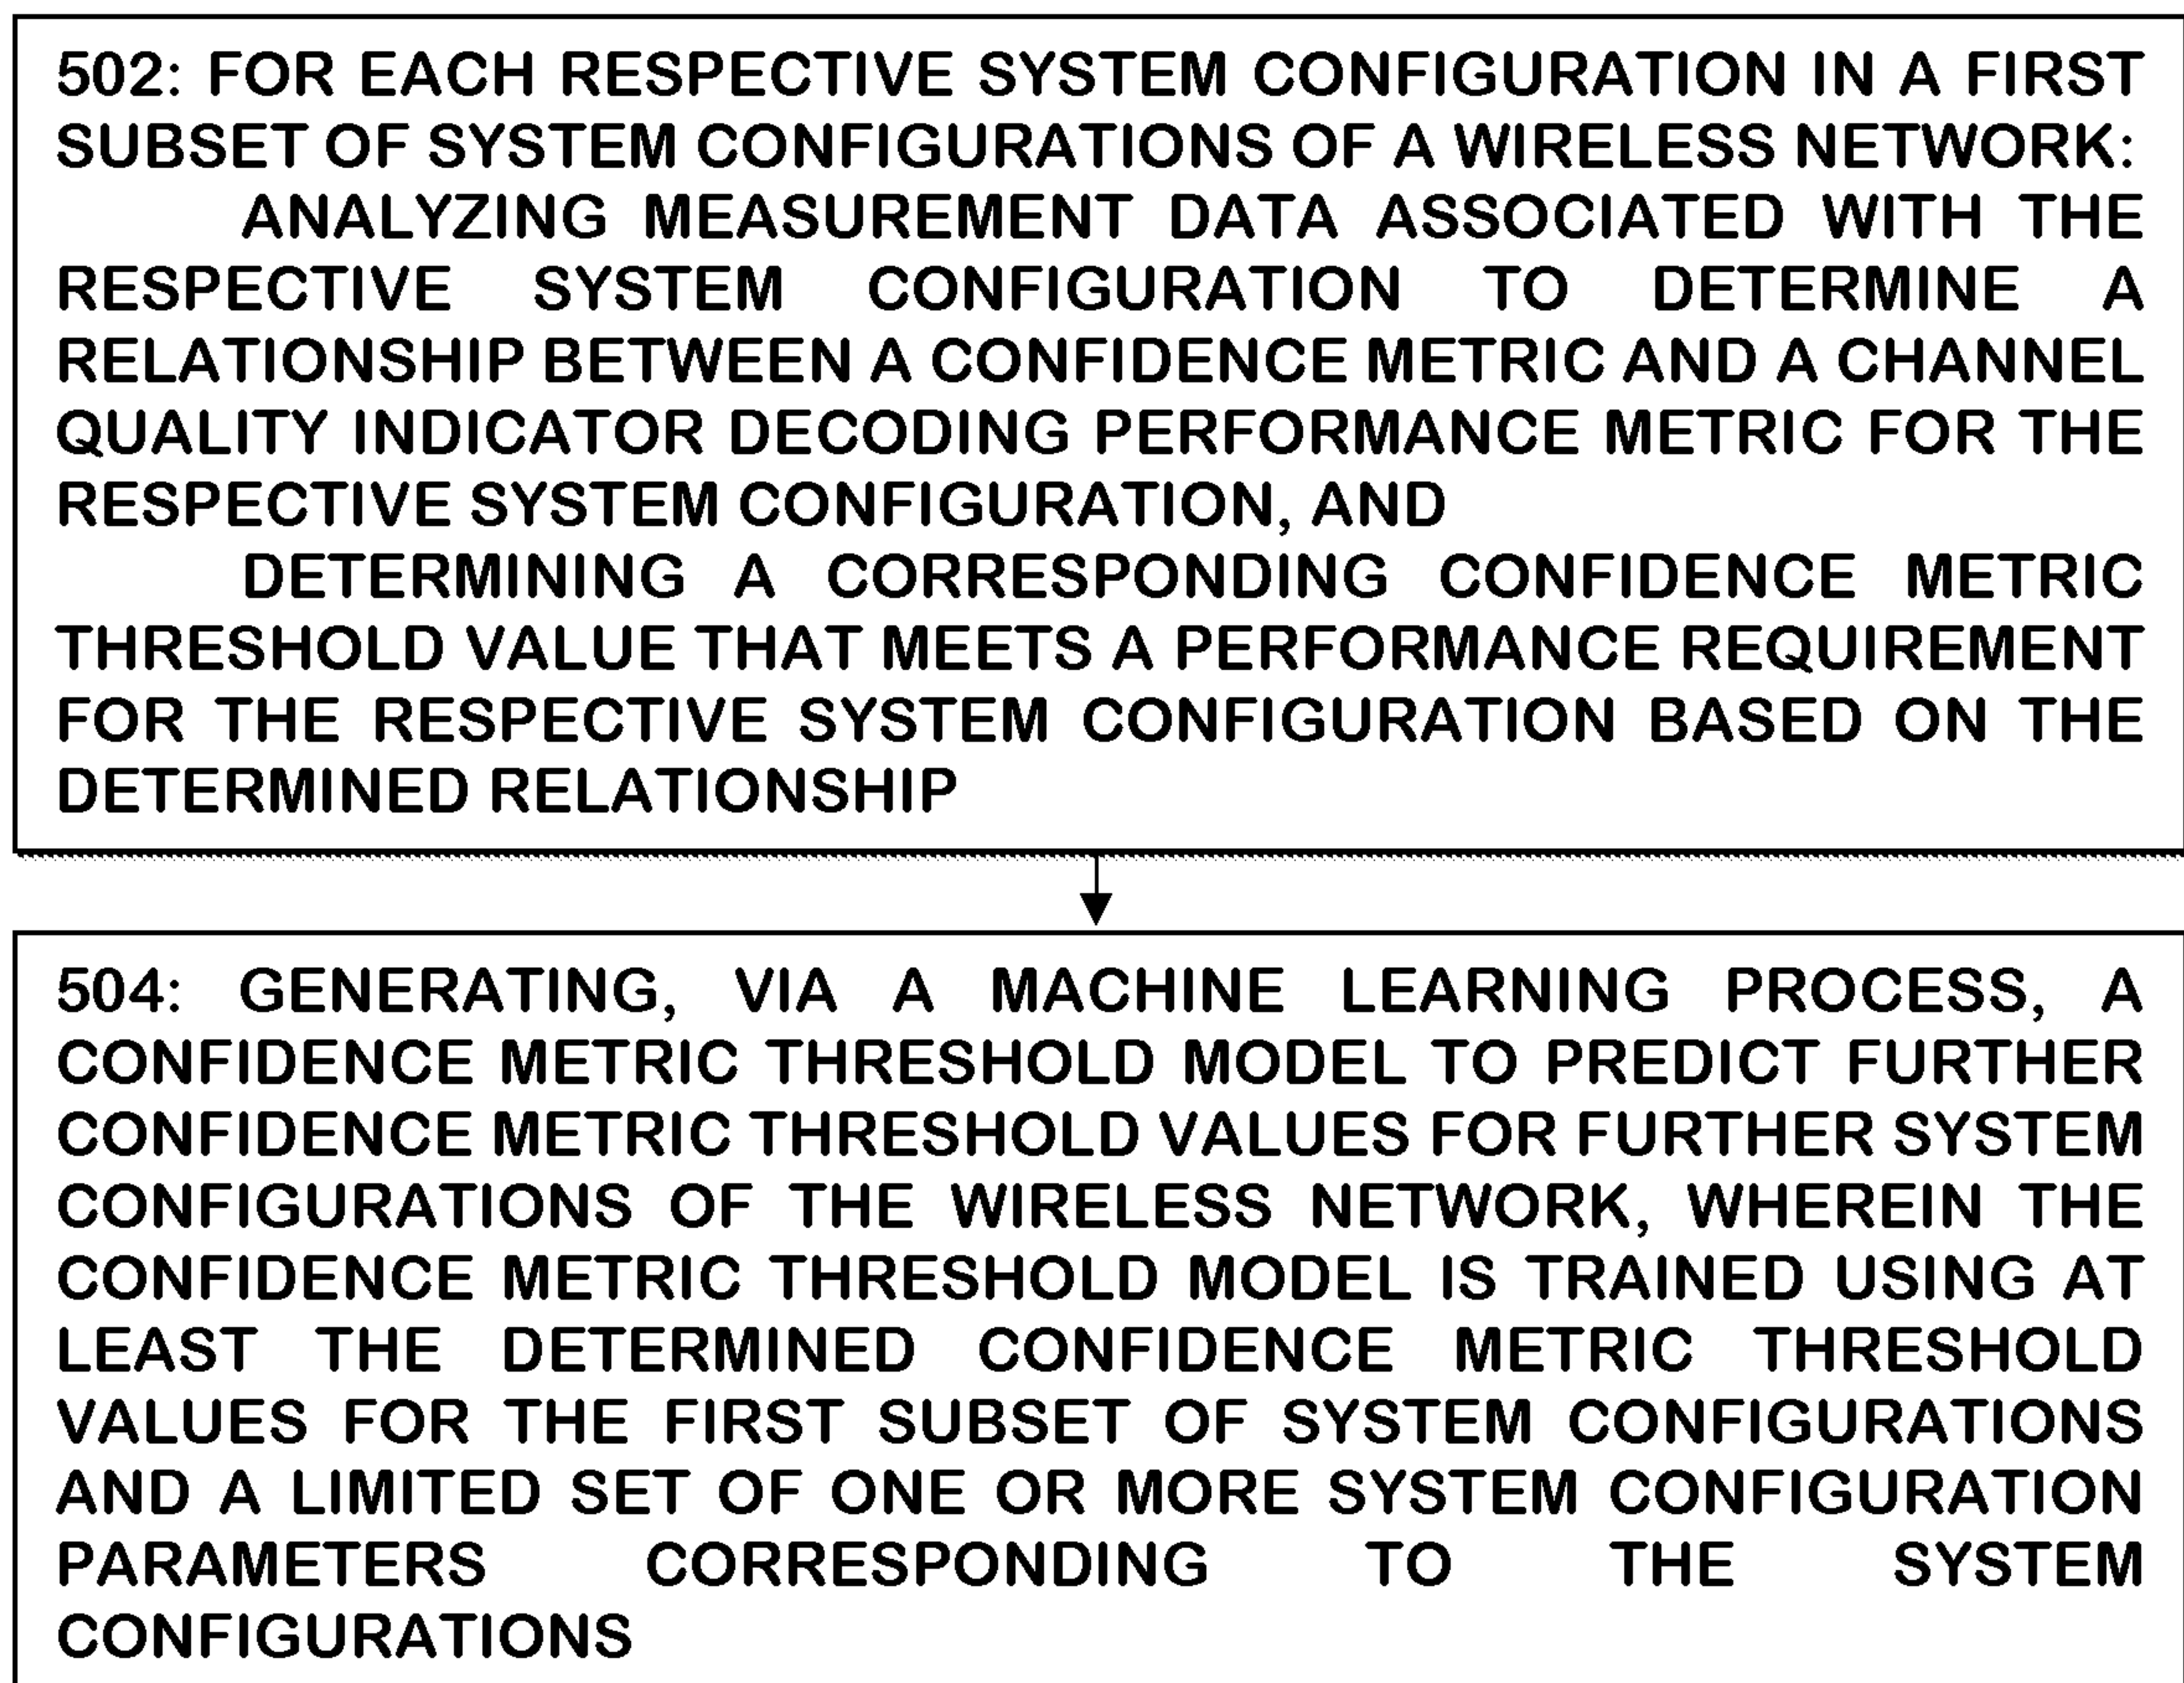 502: FOR EACH RESPECTIVE SYSTEM CONFIGURATION IN A FIRST
SUBSET OF SYSTEM CONFIGURATIONS OF A WIRELESS NETWORK:
ANALYZING MEASUREMENT DATA ASSOCIATED WITH THE
RESPECTIVE SYSTEM CONFIGURATION TO DETERMINE A
RELATIONSHIP BETWEEN A CONFIDENCE METRIC AND A CHANNEL
QUALITY INDICATOR DECODING PERFORMANCE METRIC FOR THE
RESPECTIVE SYSTEM CONFIGURATION, AND
DETERMINING A CORRESPONDING CONFIDENCE METRIC
THRESHOLD VALUE THAT MEETS A PERFORMANCE REQUIREMENT
FOR THE RESPECTIVE SYSTEM CONFIGURATION BASED ON THE
DETERMINED RELATIONSHIP
504: GENERATING, VIA A MACHINE LEARNING PROCESS, A
CONFIDENCE METRIC THRESHOLD MODEL TO PREDICT FURTHER
CONFIDENCE METRIC THRESHOLD VALUES FOR FURTHER SYSTEM
CONFIGURATIONS OF THE WIRELESS NETWORK, WHEREIN THE
CONFIDENCE METRIC THRESHOLD MODEL IS TRAINED USING AT
LEAST THE DETERMINED CONFIDENCE METRIC THRESHOLD
VALUES FOR THE FIRST SUBSET OF SYSTEM CONFIGURATIONS
AND A LIMITED SET OF ONE OR MORE SYSTEM CONFIGURATION
PARAMETERS CORRESPONDING TO THE SYSTEM
CONFIGURATIONS